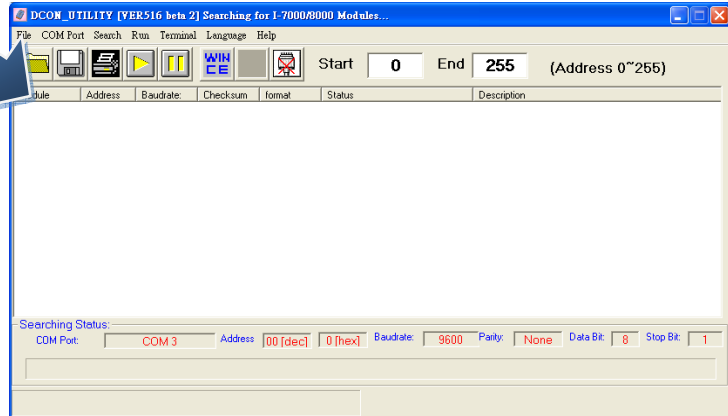 DCON_UTILITY [VER516 beta 2] Searching for I-7000/8000 Modules...
File COM Port Search Run Terminal Language Help
WIN CE Start 0 End 255 (Address 0~255)
Address Baudrate: Checksum format Status Description
Searching Status:
COM Port: COM 3 Address 00 [dec] 0 [hex] Baudrate: 9600 Parity: None Data Bit: 8 Stop Bit: 1